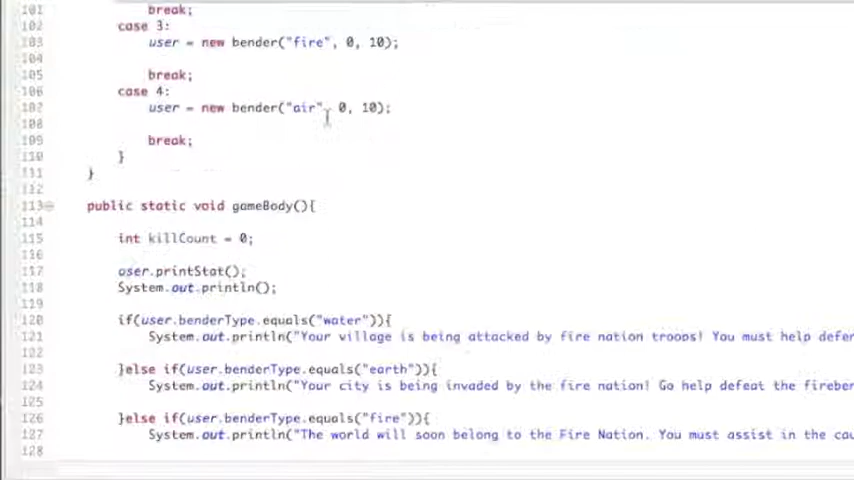 101 break;
102 case 3:
103 user = new bender("fire", 0, 10);
104
105 break;
106 case 4:
107 user = new bender("air", 0, 10);
108
109 break;
110 }
111 }
112
113 public static void gameBody(){
114
115 int killCount = 0;
116
117 user.printStat();
118 System.out.println();
119
120 if(user.benderType.equals("water")){
121 System.out.println("Your village is being attacked by fire nation troops! You must help defen
122
123 }else if(user.benderType.equals("earth")){
124 System.out.println("Your city is being invaded by the fire nation! Go help defeat the fireben
125
126 }else if(user.benderType.equals("fire")){
127 System.out.println("The world will soon belong to the Fire Nation. You must assist in the cau
128